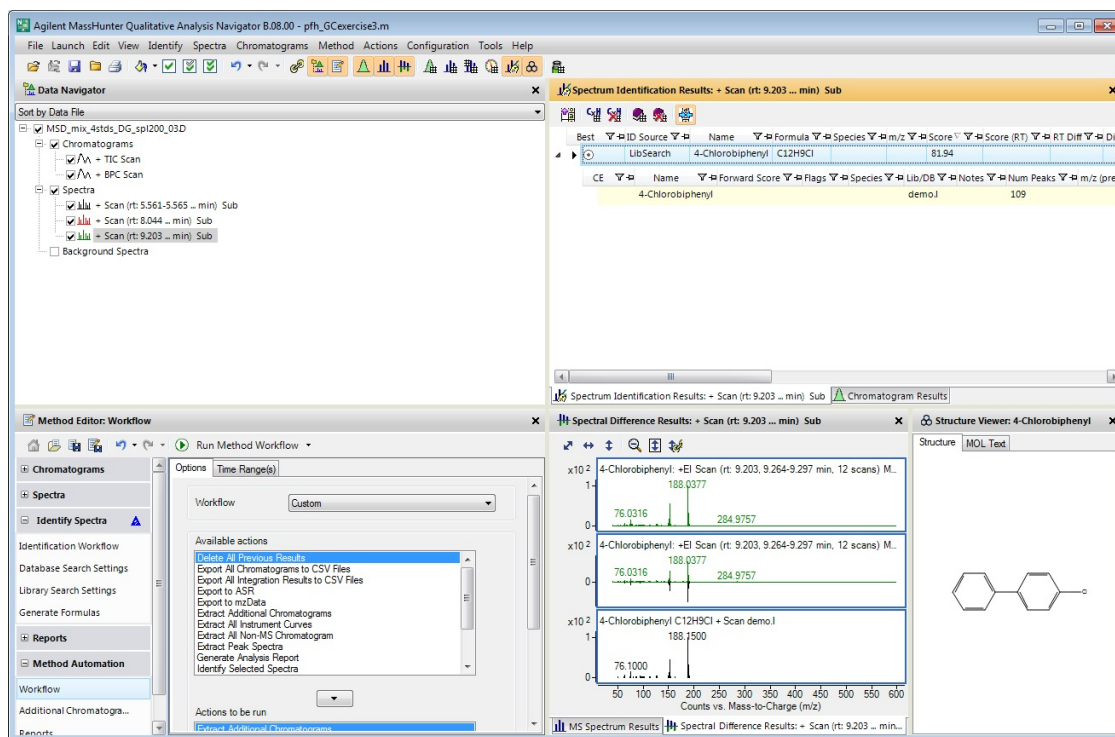 Agilent MassHunter Qualitative Analysis Navigator B.08.00 - pfh_GCexercise3.m
File Launch Edit View Identify Spectra Chromatograms Method Actions Configuration Tools Help
Data Navigator
Sort by Data File
MSD_mix_4stds_DG_spl200_03.D
Chromatograms
+ TIC Scan
+ BPC Scan
Spectra
+ Scan (rt: 5.561-5.565 ... min) Sub
+ Scan (rt: 8.044 ... min) Sub
+ Scan (rt: 9.203 ... min) Sub
Background Spectra
Spectrum Identification Results: + Scan (rt: 9.203 ... min) Sub
Best ID Source Name Formula Species m/z Score Score (RT) RT Diff Di
LibSearch 4-Chlorobiphenyl C12H9Cl 81.94
CE Name Forward Score Flags Species Lib/DB Notes Num Peaks m/z (pre
4-Chlorobiphenyl demo.l 109
Spectrum Identification Results: + Scan (rt: 9.203 ... min) Sub Chromatogram Results
Method Editor: Workflow
Run Method Workflow
Chromatograms
Spectra
Identify Spectra
Identification Workflow
Database Search Settings
Library Search Settings
Generate Formulas
Reports
Method Automation
Workflow
Additional Chromatogra...
Reports
Options Time Range(s)
Workflow Custom
Available actions
Delete All Previous Results
Export All Chromatograms to CSV Files
Export All Integration Results to CSV Files
Export to ASR
Export to mzData
Extract Additional Chromatograms
Extract All Instrument Curves
Extract All Non-MS Chromatogram
Extract Peak Spectra
Generate Analysis Report
Identify Selected Spectra
Actions to be run
Extract Additional Chromatograms
Spectral Difference Results: + Scan (rt: 9.203 ... min) Sub
x10 2 4-Chlorobiphenyl: +EI Scan (rt: 9.203, 9.264-9.297 min, 12 scans) M...
1
188.0377
76.0316
284.9757
0
x10 2 4-Chlorobiphenyl: +EI Scan (rt: 9.203, 9.264-9.297 min, 12 scans) M...
1
188.0377
76.0316
284.9757
0
x10 2 4-Chlorobiphenyl C12H9Cl + Scan demo.l
1
188.1500
76.1000
0
50 100 150 200 250 300 350 400 450 500 550 600
Counts vs. Mass-to-Charge (m/z)
MS Spectrum Results Spectral Difference Results: + Scan (rt: 9.203 ... min...
Structure Viewer: 4-Chlorobiphenyl
Structure MOL Text